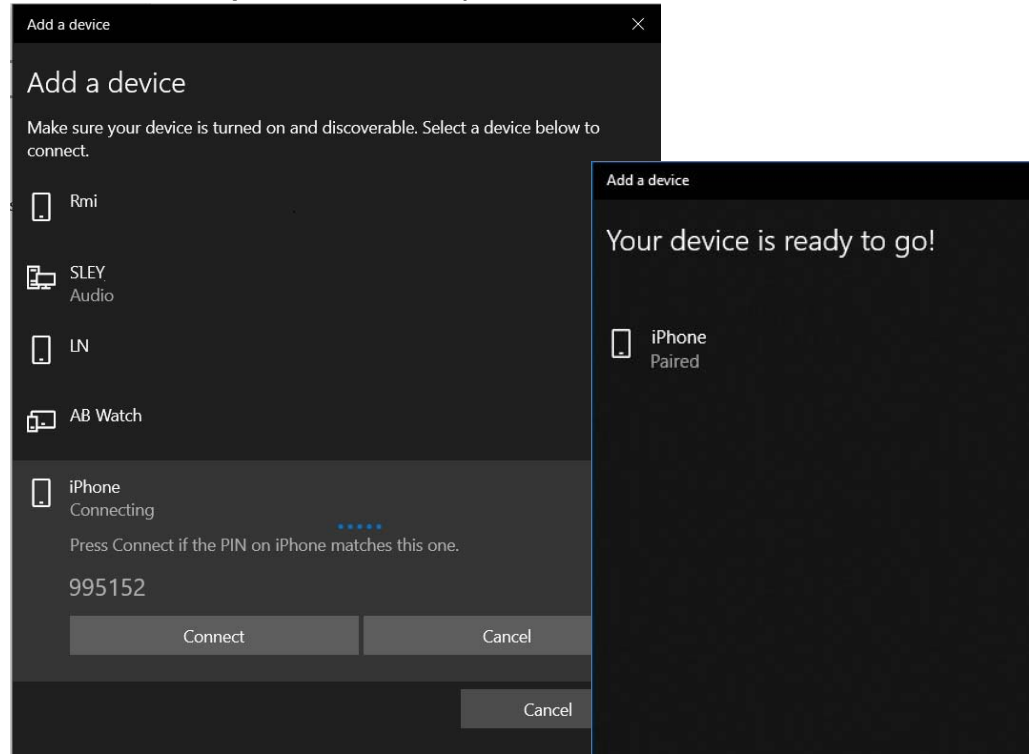 Add a device
Add a device
Make sure your device is turned on and discoverable. Select a device below to
connect.
Rmi
SLEY
Audio
LN
AB Watch
iPhone
Connecting
Press Connect if the PIN on iPhone matches this one.
995152
Connect
Cancel
Cancel
Add a device
Your device is ready to go!
iPhone
Paired